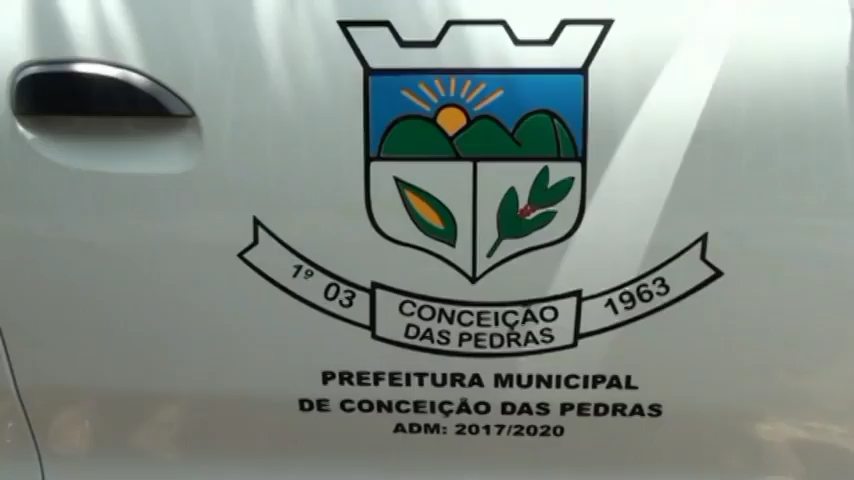 1º 03
CONCEIÇÃO
DAS PEDRAS
1963
PREFEITURA MUNICIPAL
DE CONCEIÇÃO DAS PEDRAS
ADM: 2017/2020